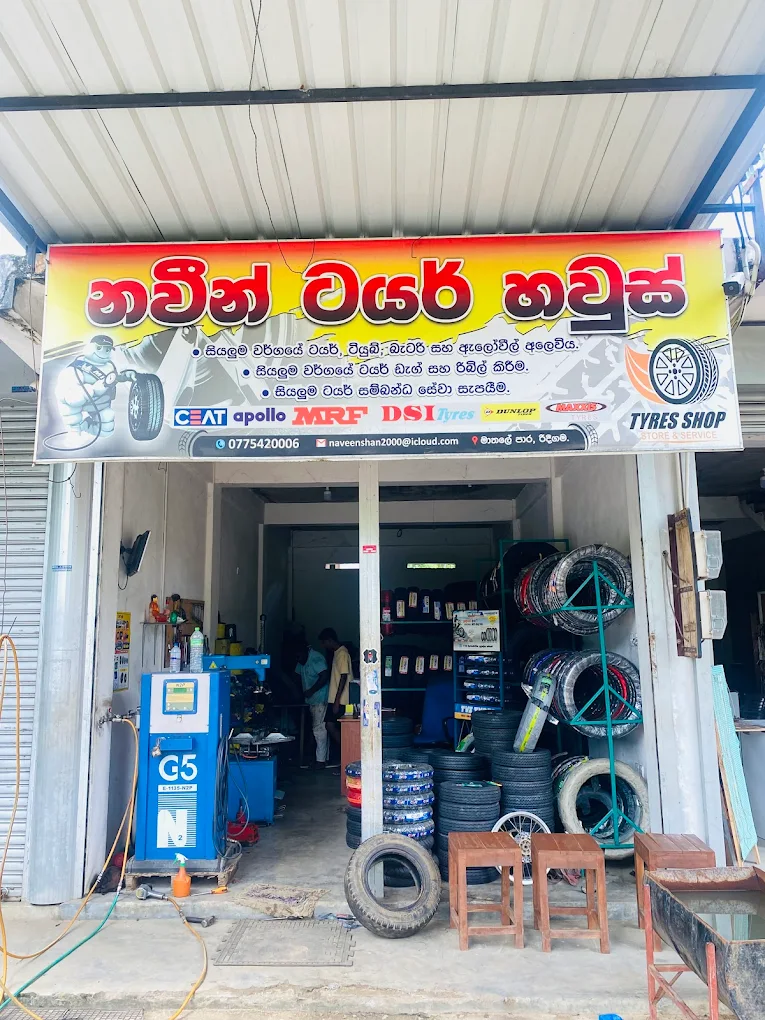 නවීන් ටයර් හවුස්
• සියලුම වර්ගයේ ටයර්, ටියුබ්, බැටරි සහ ඇලෝවීල් අලෙවිය.
• සියලුම වර්ගයේ ටයර් ඩැග් සහ රිබිල් කිරීම.
• සියලුම ටයර් සම්බන්ධ සේවා සැපයීම.
CEAT apollo MRF DSI Tyres DUNLOP MAXXIS
TYRES SHOP
STORE & SERVICE
0775420006 naveenshan2000@icloud.com මාතලේ පාර, රිදීගම.
G5
E-1135-N2P
N2